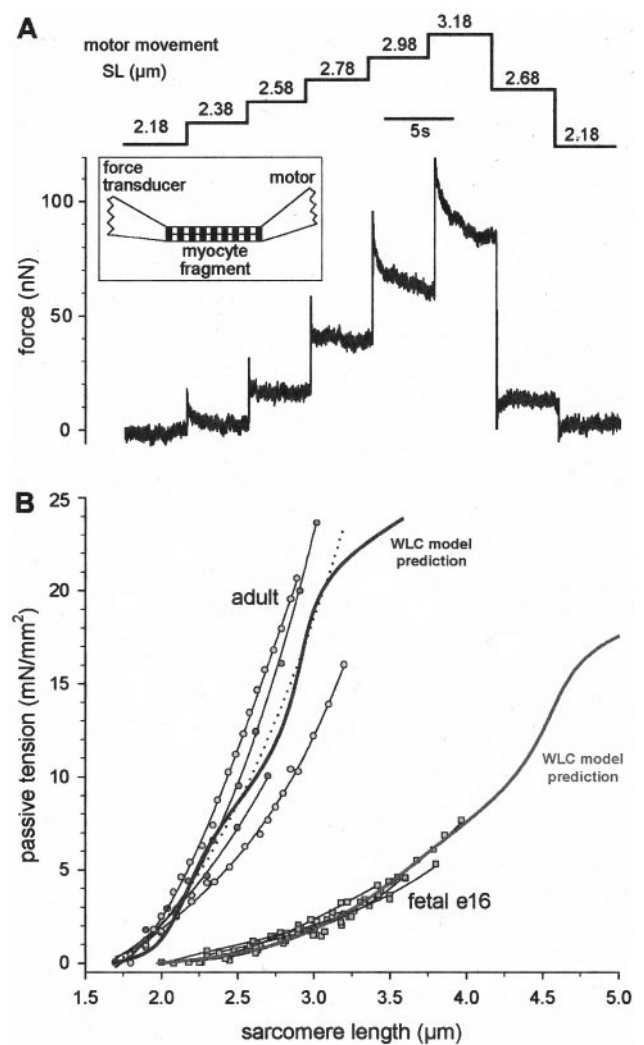 A
motor movement
SL (μm)
2.18
2.38
2.58
2.78
2.98
3.18
2.68
2.18
5s
force
transducer
motor
myocyte
fragment
100
50
0
force (nN)
B
25
20
15
10
5
0
passive tension (mN/mm²)
adult
WLC model
prediction
WLC model
prediction
fetal e16
1.5
2.0
2.5
3.0
3.5
4.0
4.5
5.0
sarcomere length (μm)